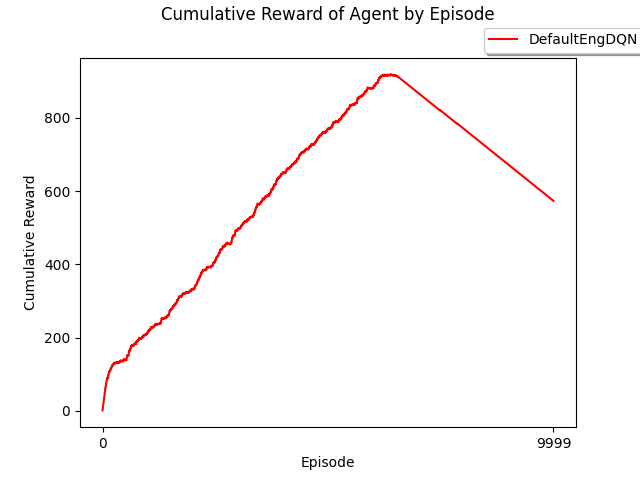 Cumulative Reward of Agent by Episode
DefaultEngDQN
800
600
400
200
0
Cumulative Reward
0
9999
Episode